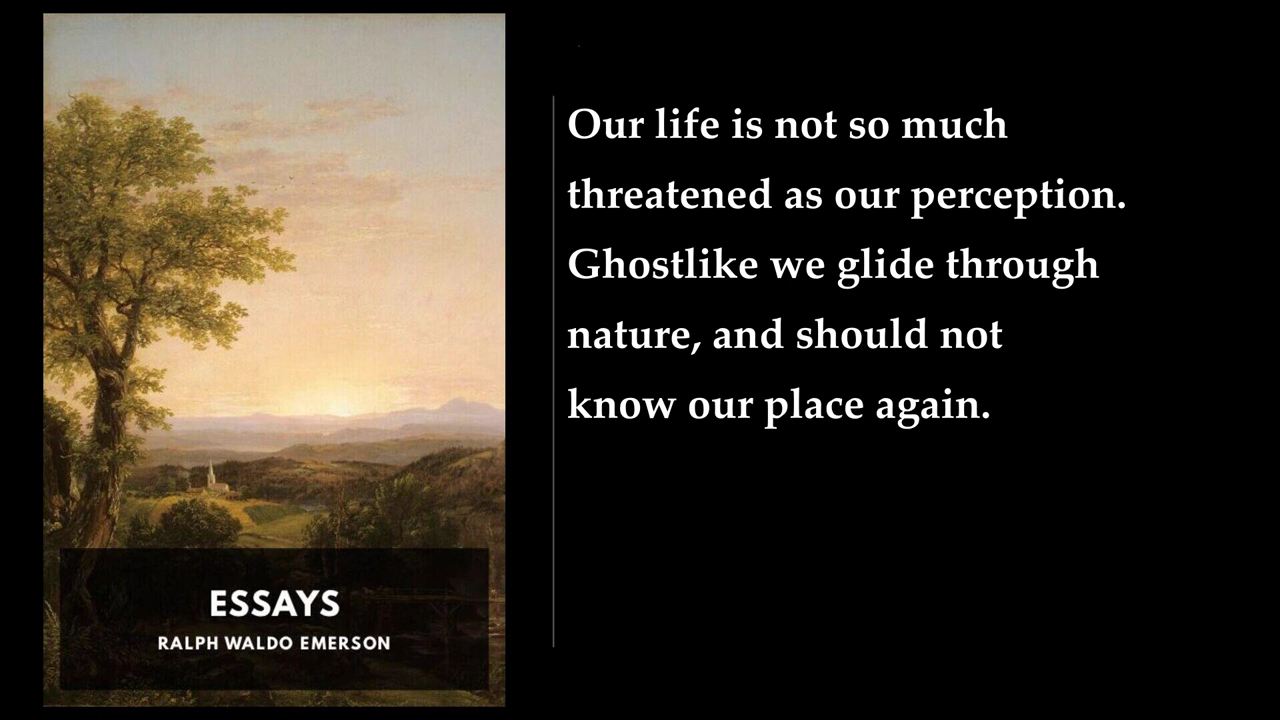 ESSAYS
RALPH WALDO EMERSON
Our life is not so much
threatened as our perception.
Ghostlike we glide through
nature, and should not
know our place again.